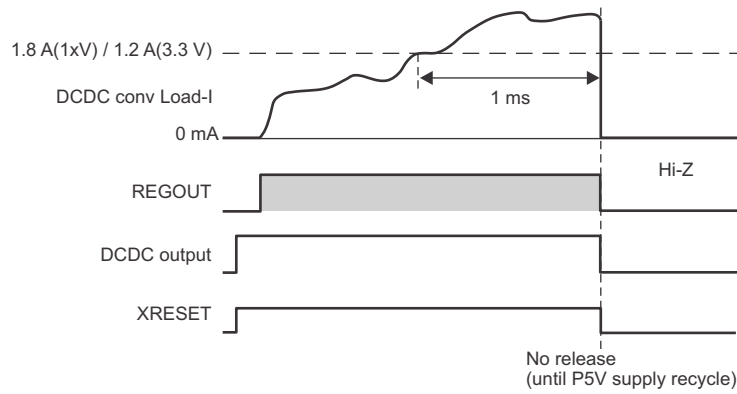 1.8 A(1xV) / 1.2 A(3.3 V)
DCDC conv Load-I
1 ms
0 mA
Hi-Z
REGOUT
DCDC output
XRESET
No release
(until P5V supply recycle)